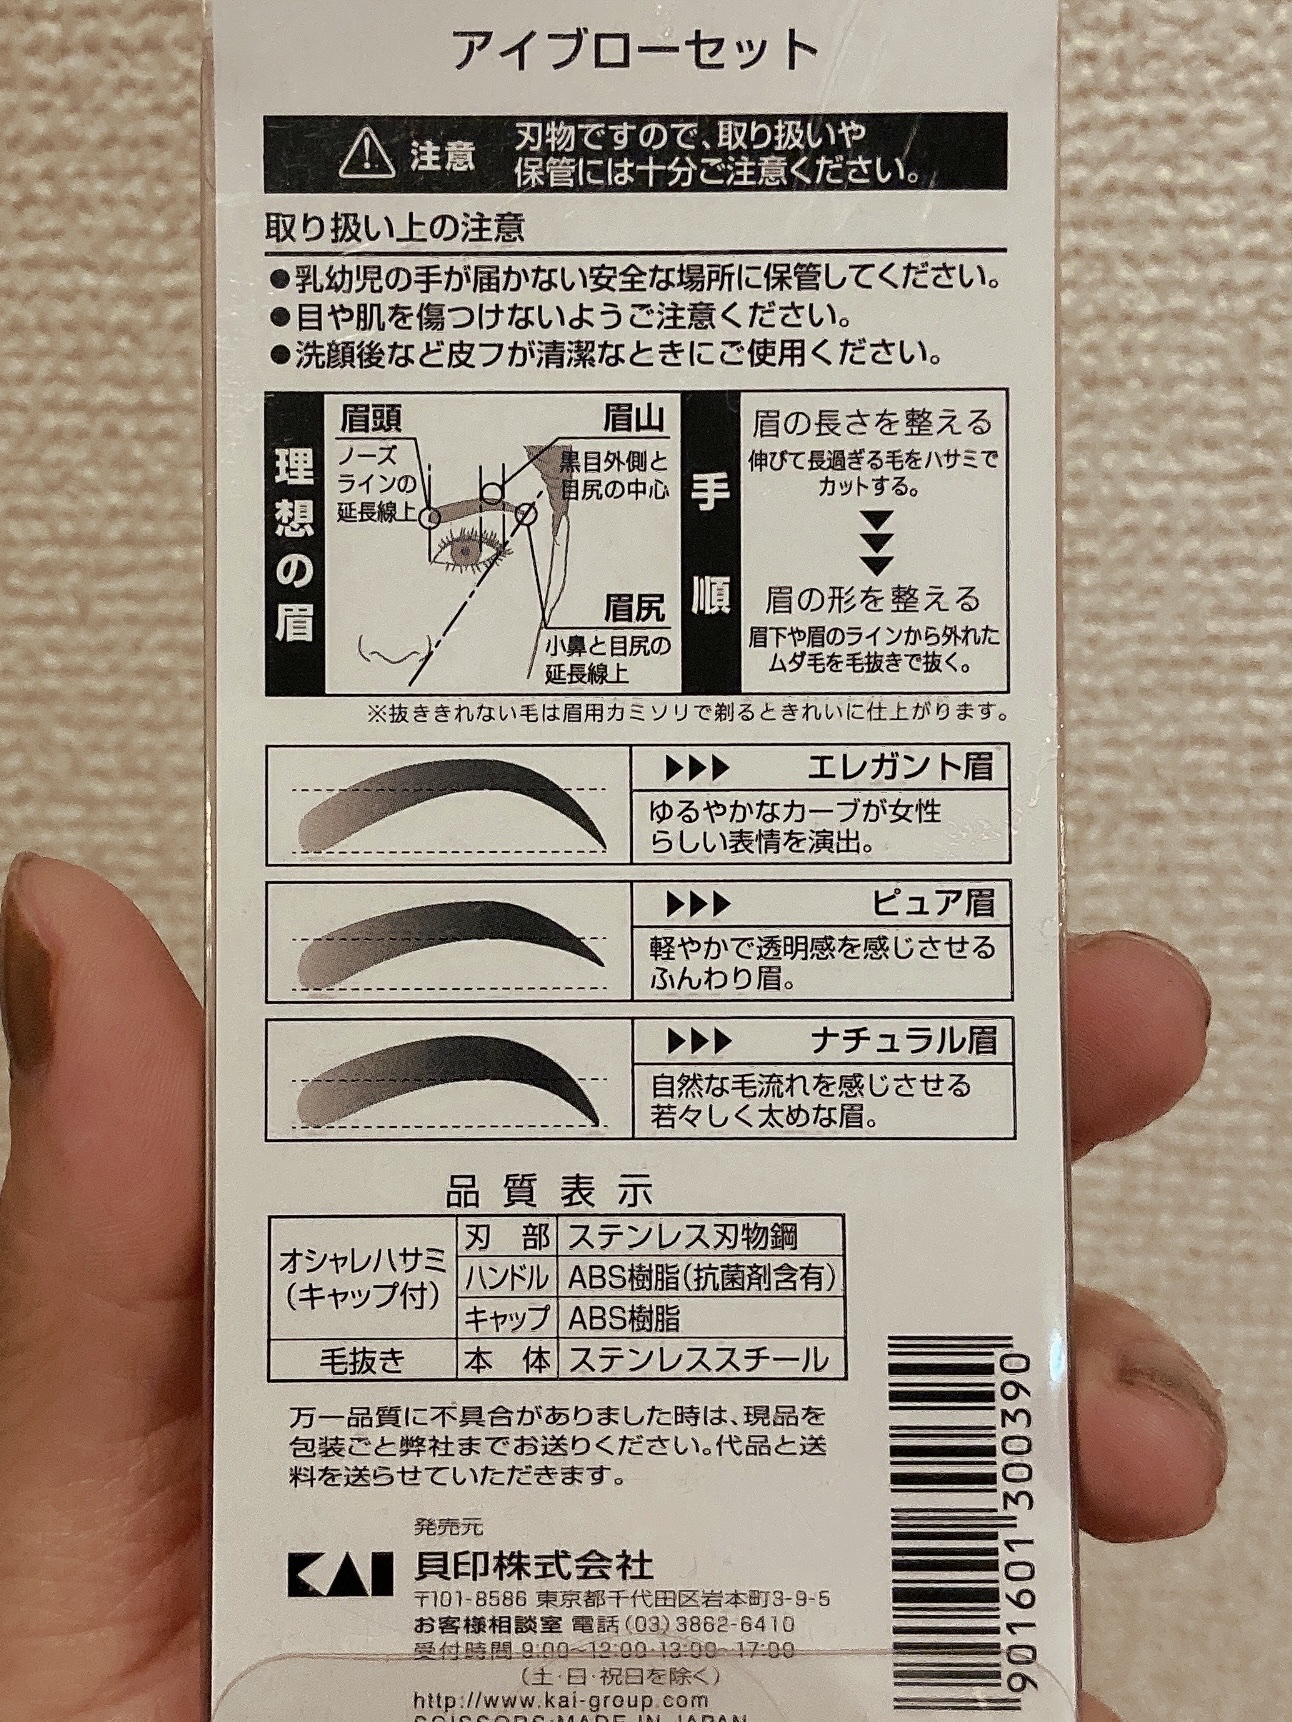 アイブローセット
注意
刃物ですので、取り扱いや
保管には十分ご注意ください。
取り扱い上の注意
●乳幼児の手が届かない安全な場所に保管してください。
●目や肌を傷つけないようご注意ください。
●洗顔後など皮フが清潔なときにご使用ください。
理想の眉
眉頭
ノーズ
ラインの
延長線上
眉山
黒目外側と
目尻の中心
眉尻
小鼻と目尻の
延長線上
手順
眉の長さを整える
伸びて長過ぎる毛をハサミで
カットする。
眉の形を整える
眉下や眉のラインから外れた
ムダ毛を毛抜きで抜く。
※抜ききれない毛は眉用カミソリで剃るときれいに仕上がります。
エレガント眉
ゆるやかなカーブが女性
らしい表情を演出。
ピュア眉
軽やかで透明感を感じさせる
ふんわり眉。
ナチュラル眉
自然な毛流れを感じさせる
若々しく太めな眉。
品質表示
オシャレハサミ
(キャップ付)
刃 部 ステンレス刃物鋼
ハンドル ABS樹脂(抗菌剤含有)
キャップ ABS樹脂
毛抜き 本 体 ステンレススチール
万一品質に不具合がありました時は、現品を
包装ごと弊社までお送りください。代品と送
料を送らせていただきます。
発売元
KAI 貝印株式会社
〒101-8586 東京都千代田区岩本町3-9-5
お客様相談室 電話(03)3862-6410
受付時間 9:00~12:00・13:00~17:00
(土・日・祝日を除く)
http://www.kai-group.com
SCISSORS:MADE IN JAPAN
4901601300390